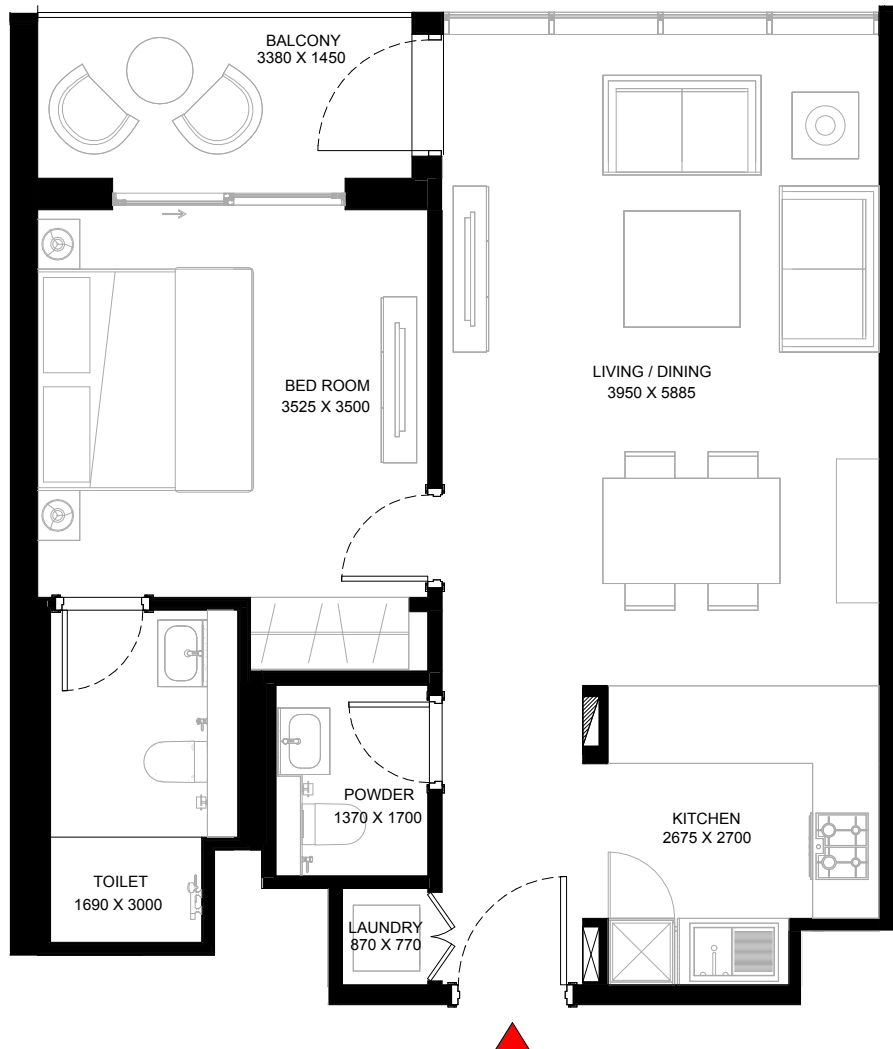 BALCONY
3380 X 1450
LIVING / DINING
3950 X 5885
BED ROOM
3525 X 3500
POWDER
1370 X 1700
KITCHEN
2675 X 2700
TOILET
1690 X 3000
LAUNDRY
870 X 770